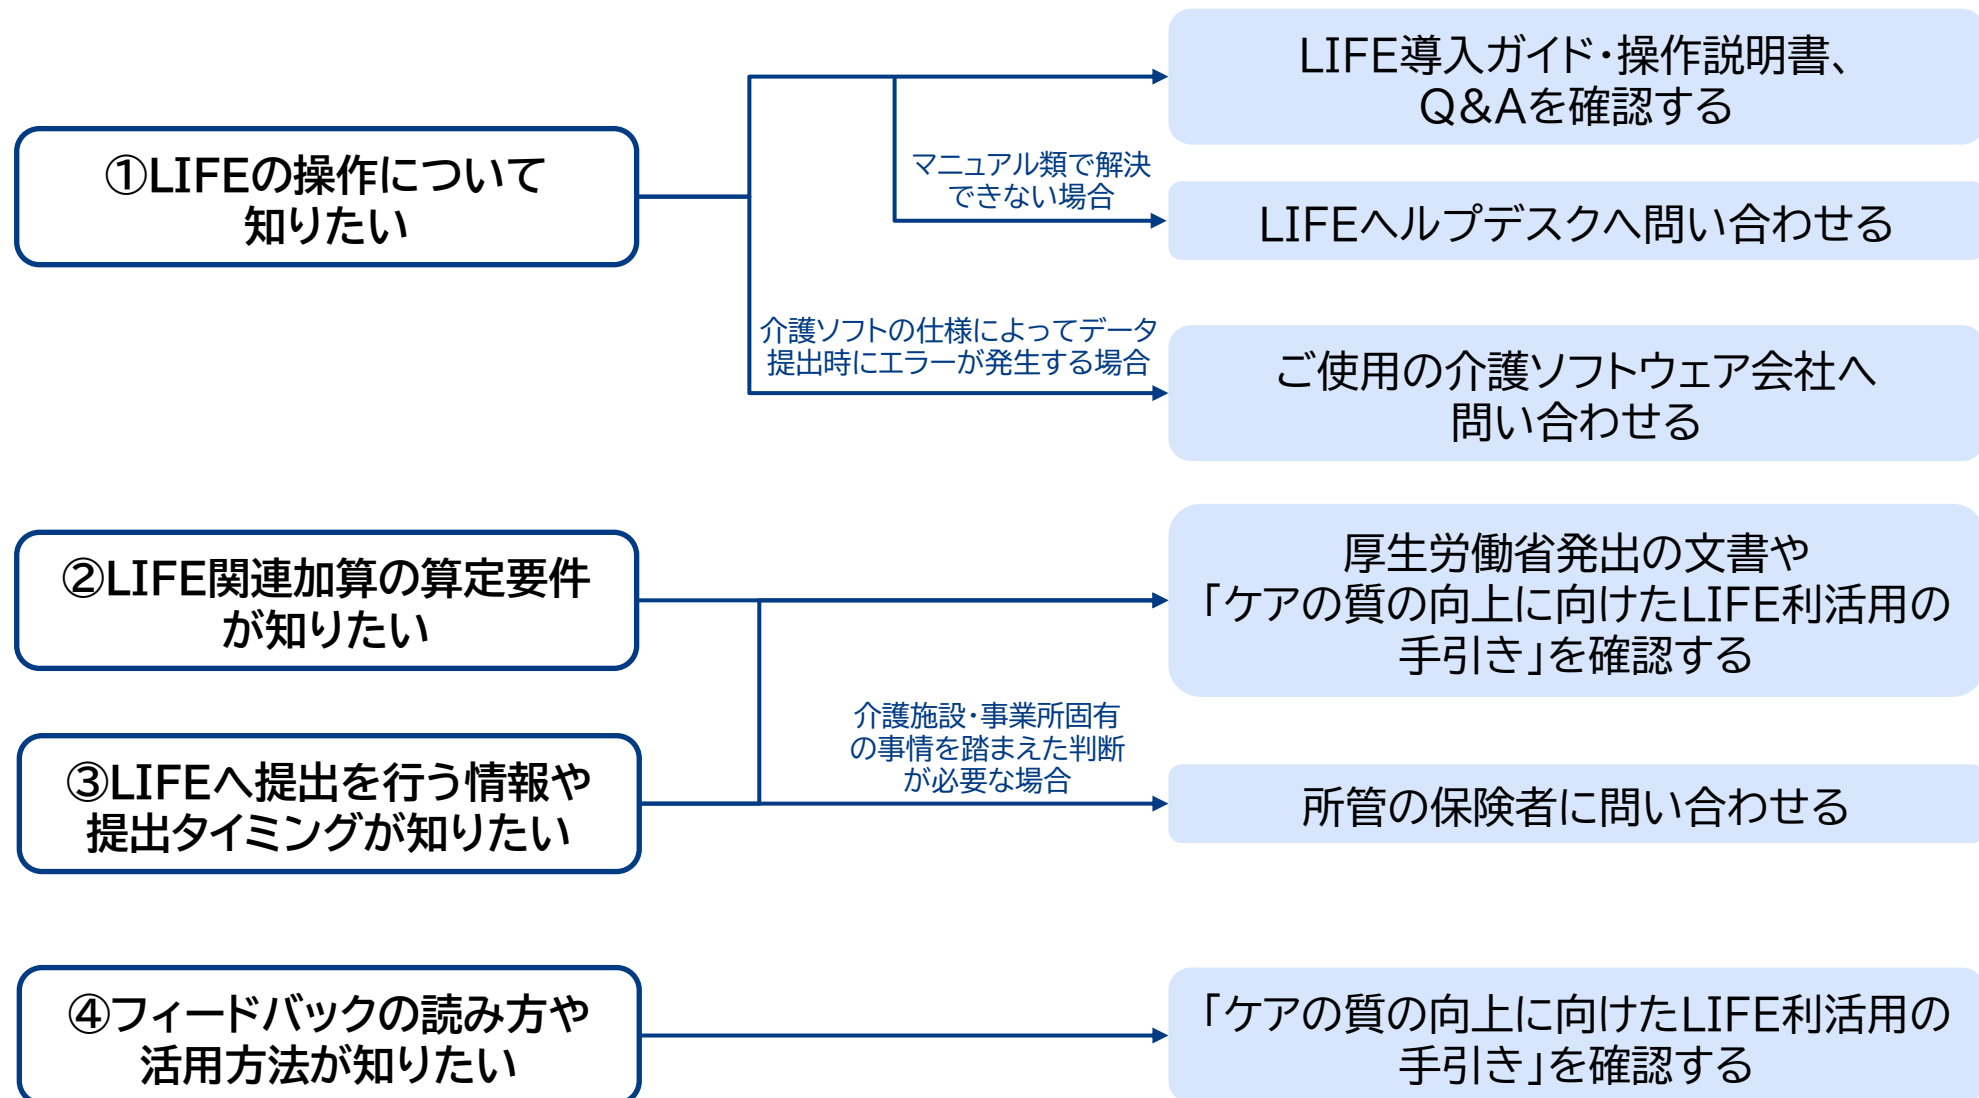 ①LIFEの操作について
知りたい
LIFE導入ガイド・操作説明書、
Q&Aを確認する
マニュアル類で解決
できない場合
LIFEヘルプデスクへ問い合わせる
介護ソフトの仕様によってデータ
提出時にエラーが発生する場合
ご使用の介護ソフトウェア会社へ
問い合わせる
②LIFE関連加算の算定要件
が知りたい
厚生労働省発出の文書や
「ケアの質の向上に向けたLIFE利活用の
手引き」を確認する
③LIFEへ提出を行う情報や
提出タイミングが知りたい
介護施設・事業所固有
の事情を踏まえた判断
が必要な場合
所管の保険者に問い合わせる
④フィードバックの読み方や
活用方法が知りたい
「ケアの質の向上に向けたLIFE利活用の
手引き」を確認する